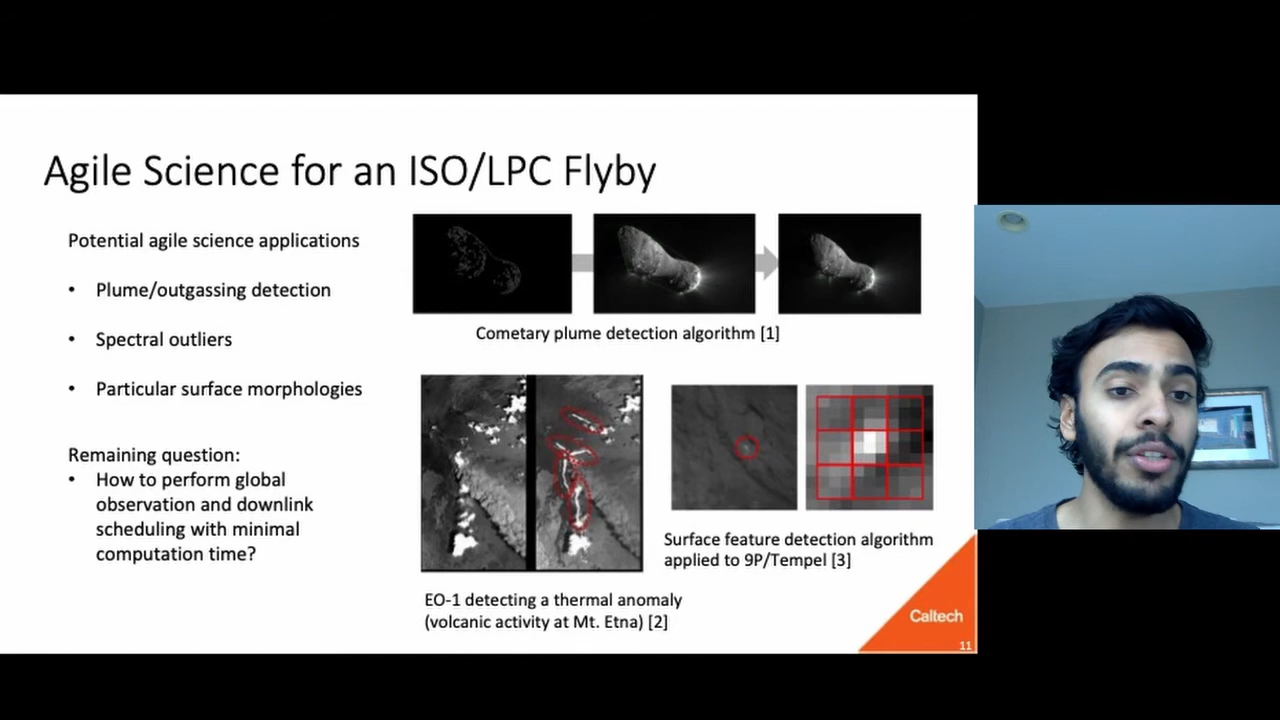 Agile Science for an ISO/LPC Flyby
Potential agile science applications
• Plume/outgassing detection
• Spectral outliers
• Particular surface morphologies
Remaining question:
• How to perform global
observation and downlink
scheduling with minimal
computation time?
Cometary plume detection algorithm [1]
EO-1 detecting a thermal anomaly
(volcanic activity at Mt. Etna) [2]
Surface feature detection algorithm
applied to 9P/Tempel [3]
Caltech
11